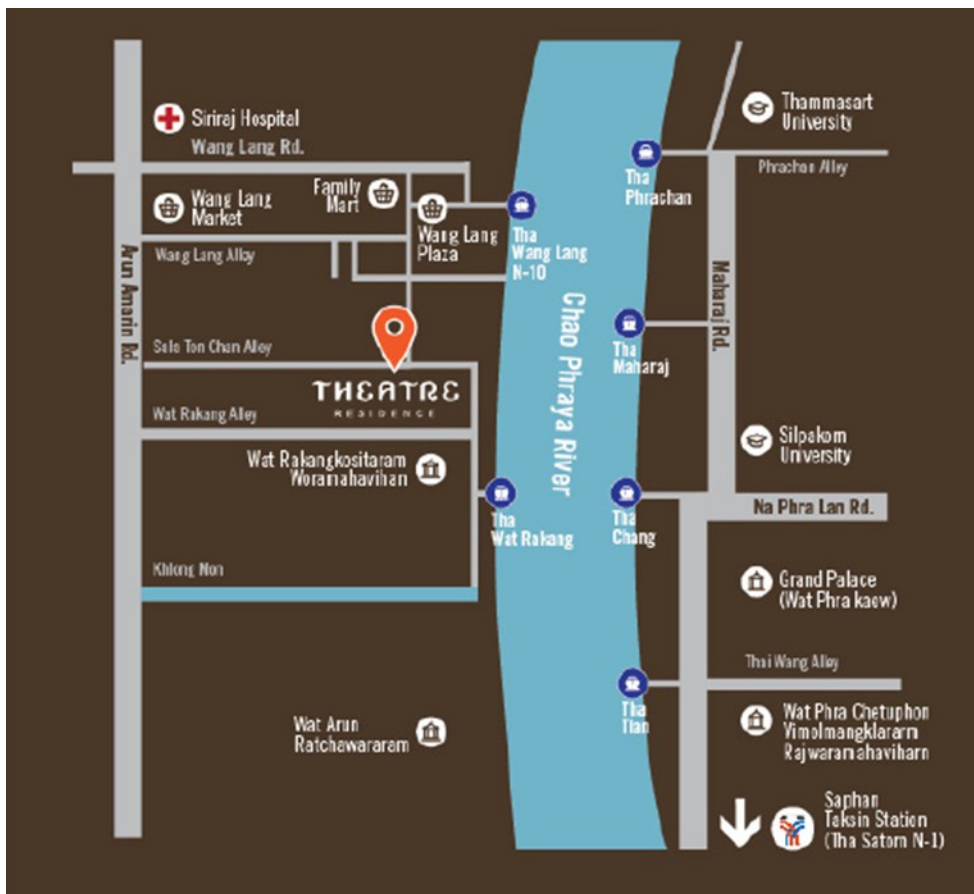 Siriraj Hospital
Wang Lang Rd.
Thammasart
University
Phrachan Alley
Tha
Phrachan
Family
Mart
Wang Lang
Market
Wang Lang
Plaza
Tha
Wang Lang
N-10
Wang Lang Alley
Arun Amarin Rd.
Maharaj Rd.
Chao Phraya River
Tha
Maharaj
Sala Ton Chan Alley
THEATRE
RESIDENCE
Wat Rakang Alley
Silpakorn
University
Wat Rakangkositaram
Woramahavihan
Tha
Wat Rakang
Tha
Chang
Na Phra Lan Rd.
Khlong Mon
Grand Palace
(Wat Phra kaew)
Thai Wang Alley
Tha
Tian
Wat Arun
Ratchawararam
Wat Phra Chetuphon
Vimolmangklararm
Rajwaramahaviharn
Saphan
Taksin Station
(Tha Satorn N-1)